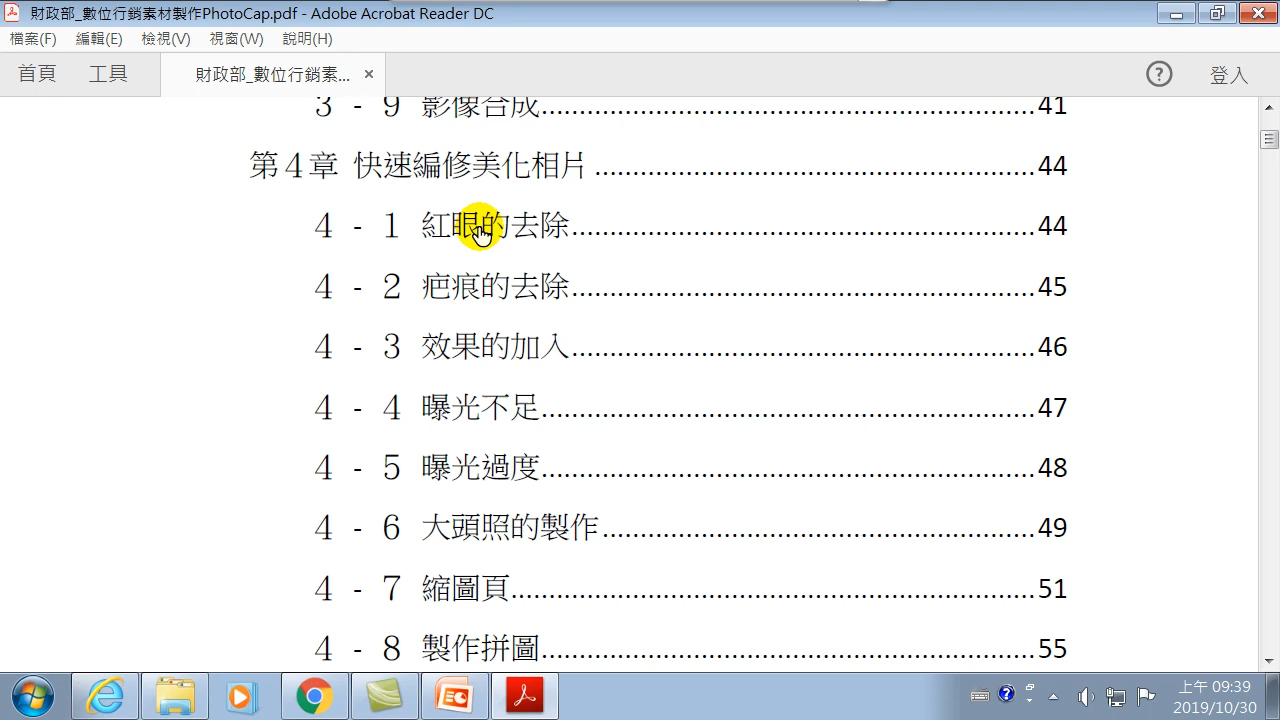 財政部_數位行銷素材製作PhotoCap.pdf - Adobe Acrobat Reader DC
檔案(F) 編輯(E) 檢視(V) 視窗(W) 說明(H)
首頁 工具 財政部_數位行銷素... × ? 登入
3 - 9 影像合成........................................41
第4章 快速編修美化相片........................................44
4 - 1 紅眼的去除........................................44
4 - 2 疤痕的去除........................................45
4 - 3 效果的加入........................................46
4 - 4 曝光不足........................................47
4 - 5 曝光過度........................................48
4 - 6 大頭照的製作........................................49
4 - 7 縮圖頁........................................51
4 - 8 製作拼圖........................................55
上午 09:39
2019/10/30